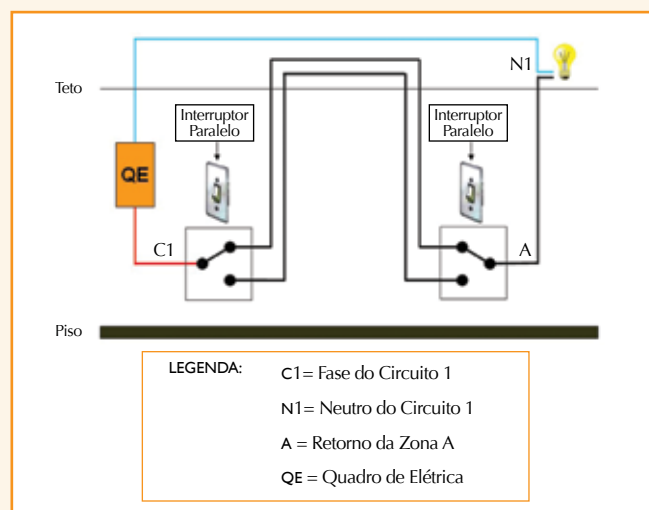 N1
Teto
Interruptor
Paralelo
Interruptor
Paralelo
QE
C1
A
Piso
LEGENDA:
C1= Fase do Circuito 1
N1= Neutro do Circuito 1
A = Retorno da Zona A
QE = Quadro de Elétrica